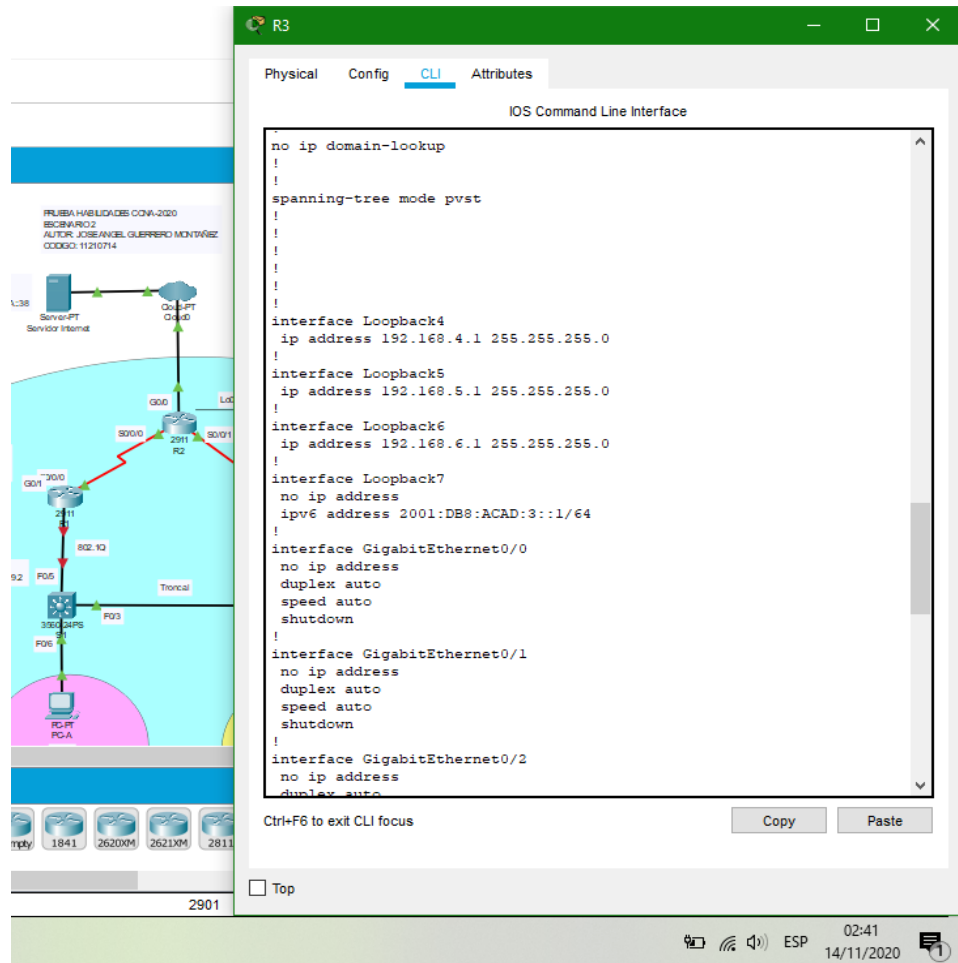 R3
Physical Config CLI Attributes
IOS Command Line Interface
no ip domain-lookup
!
!
spanning-tree mode pvst
!
!
!
!
!
!
interface Loopback4
ip address 192.168.4.1 255.255.255.0
!
interface Loopback5
ip address 192.168.5.1 255.255.255.0
!
interface Loopback6
ip address 192.168.6.1 255.255.255.0
!
interface Loopback7
no ip address
ipv6 address 2001:DB8:ACAD:3::1/64
!
interface GigabitEthernet0/0
no ip address
duplex auto
speed auto
shutdown
!
interface GigabitEthernet0/1
no ip address
duplex auto
speed auto
shutdown
!
interface GigabitEthernet0/2
no ip address
duplex auto
Ctrl+F6 to exit CLI focus
Copy
Paste
Top
PRUEBA HABILIDADES CCNA-2020
ESCENARIO 2
AUTOR: JOSE ANGEL GUERRERO MONTAÑEZ
CODIGO: 11210714
A::38
Server-PT
Servidor Internet
Cloud-PT
Cloud0
G0/0
Lo0
S0/0/0
2911
R2
S0/0/1
G0/1
2911
802.1Q
F0/5
Troncal
F0/3
3560 24PS
F0/6
PC-PT
PC-A
1841
2620XM
2621XM
2811
2901
ESP
02:41
14/11/2020
1